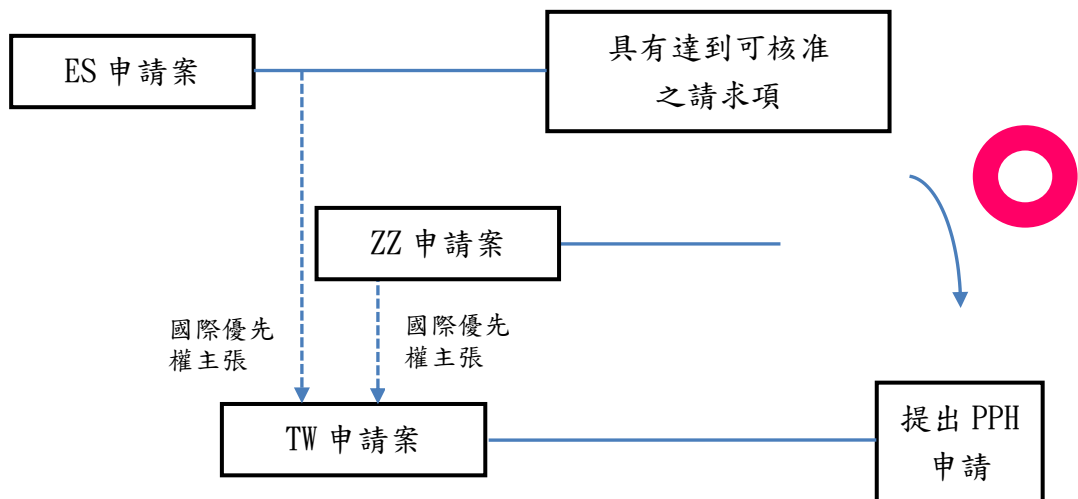 ES 申請案
具有達到可核准
之請求項
ZZ 申請案
國際優先
權主張
國際優先
權主張
TW 申請案
提出 PPH
申請